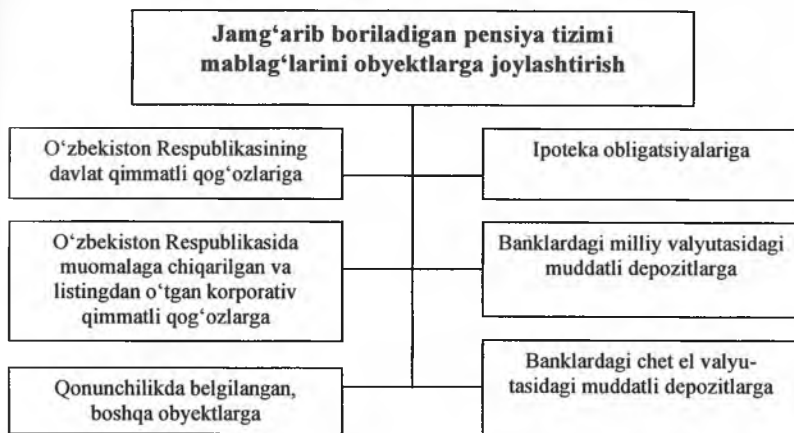 Jamg‘arib boriladigan pensiya tizimi
mablag‘larini obyektlarga joylashtirish
O‘zbekiston Respublikasining
davlat qimmatli qog‘ozlariga
Ipoteka obligatsiyalariga
O‘zbekiston Respublikasida
muomalaga chiqarilgan va
listingdan o‘tgan korporativ
qimmatli qog‘ozlarga
Banklardagi milliy valyutasidagi
muddatli depozitlarga
Qonunchilikda belgilangan,
boshqa obyektlarga
Banklardagi chet el valyu-
tasidagi muddatli depozitlarga